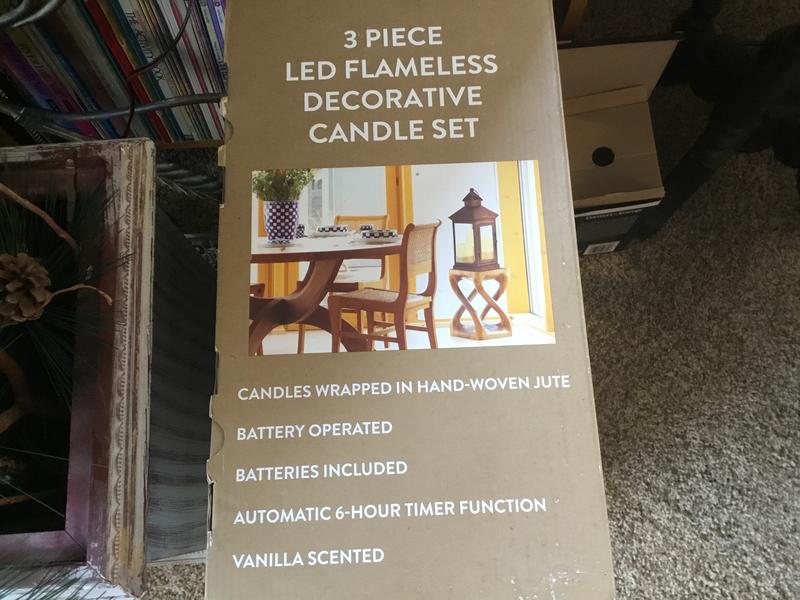 3 PIECE
LED FLAMELESS
DECORATIVE
CANDLE SET
CANDLES WRAPPED IN HAND-WOVEN JUTE
BATTERY OPERATED
BATTERIES INCLUDED
AUTOMATIC 6-HOUR TIMER FUNCTION
VANILLA SCENTED